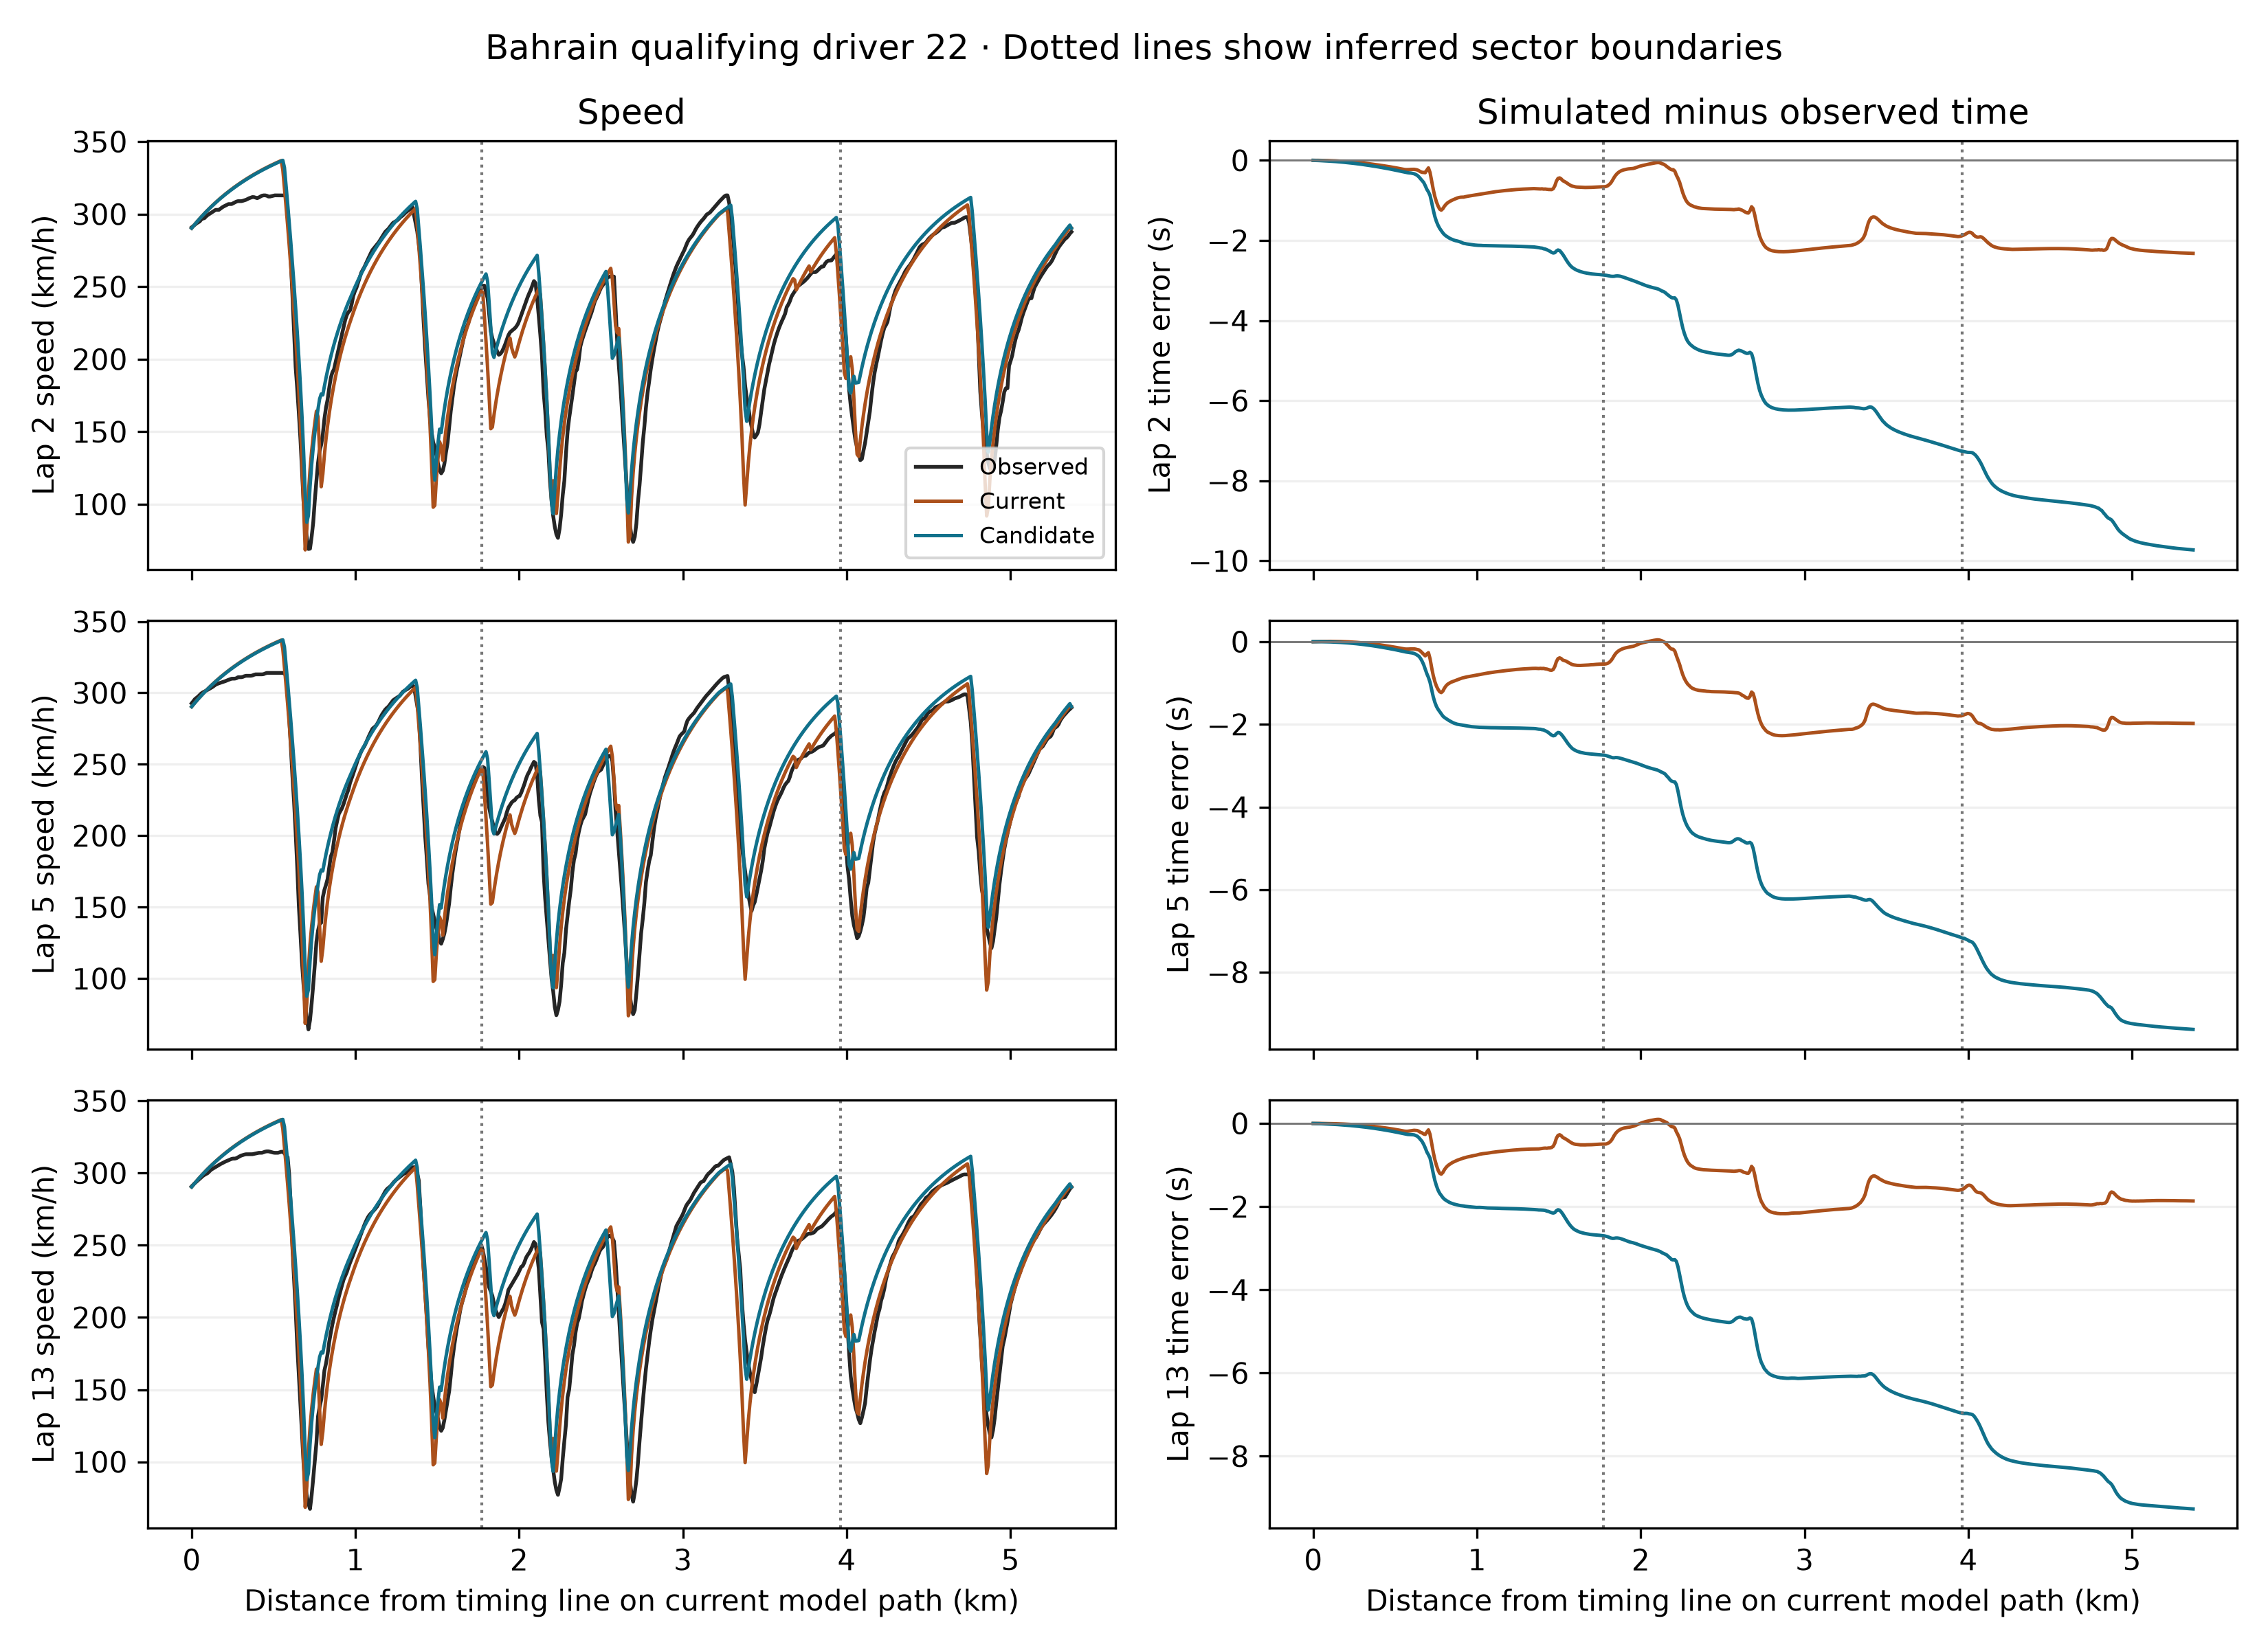 Bahrain qualifying driver 22 · Dotted lines show inferred sector boundaries
Speed
Simulated minus observed time
Lap 2 speed (km/h)
350
300
250
200
150
100
Observed
Current
Candidate
Lap 2 time error (s)
0
−2
−4
−6
−8
−10
Lap 5 speed (km/h)
350
300
250
200
150
100
Lap 5 time error (s)
0
−2
−4
−6
−8
Lap 13 speed (km/h)
350
300
250
200
150
100
0 1 2 3 4 5
Distance from timing line on current model path (km)
Lap 13 time error (s)
0
−2
−4
−6
−8
0 1 2 3 4 5
Distance from timing line on current model path (km)